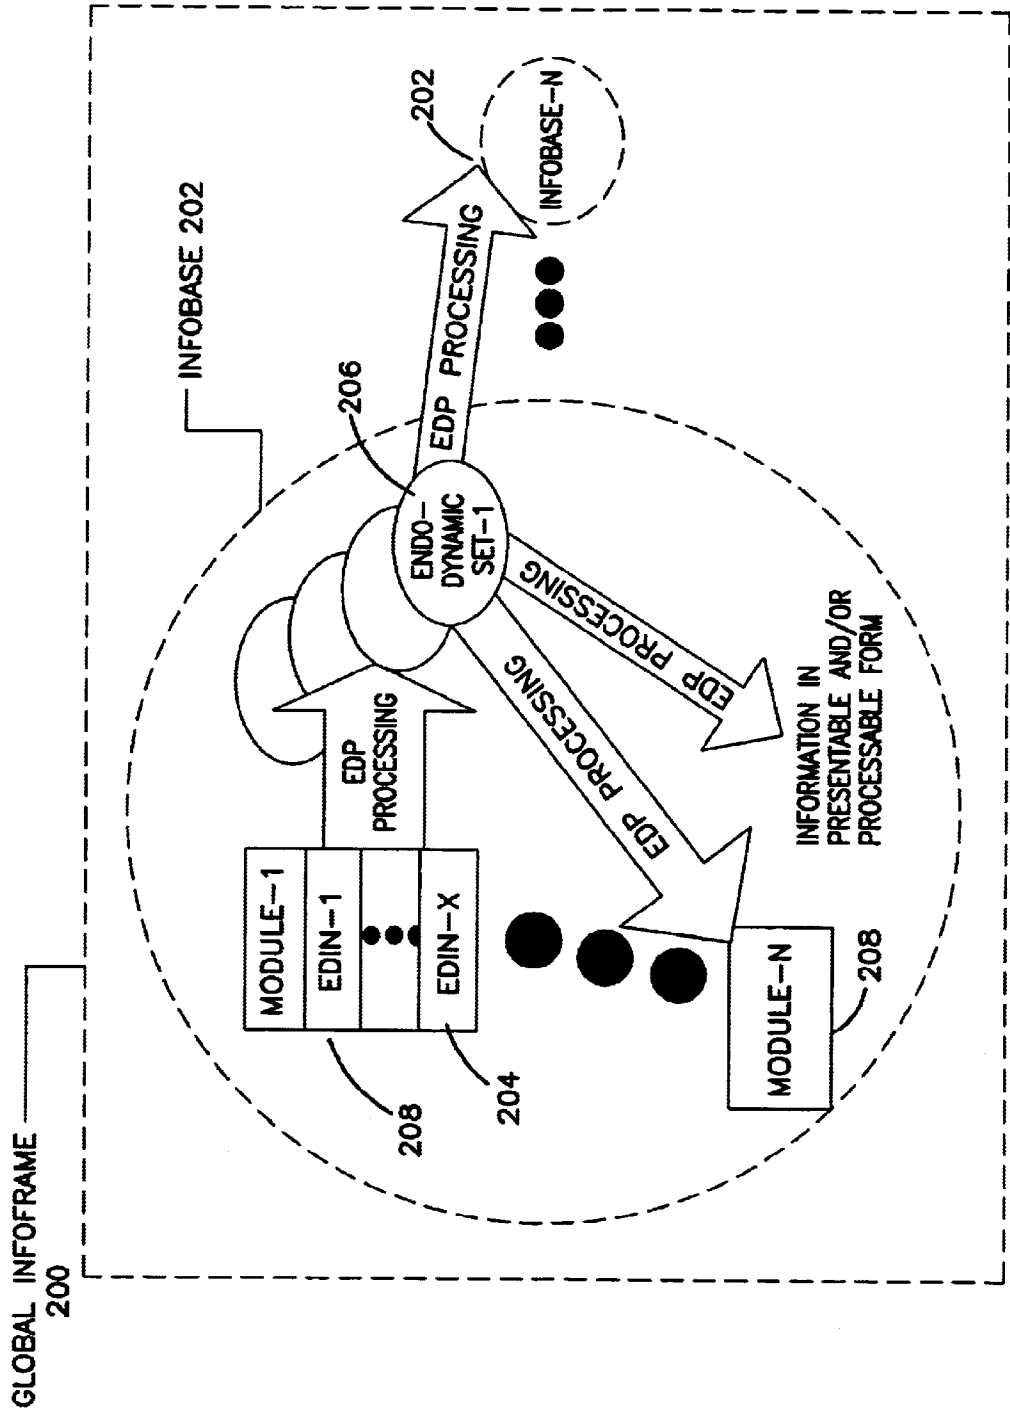 GLOBAL INFOFRAME
200
INFOBASE 202
202
INFOBASE-N
EDP PROCESSING
206
ENDO-
DYNAMIC
SET-1
EDP
PROCESSING
MODULE-1
EDIN-1
EDIN-X
208
204
EDP PROCESSING
EDP PROCESSING
INFORMATION IN
PRESENTABLE AND/OR
PROCESSABLE FORM
MODULE-N
208